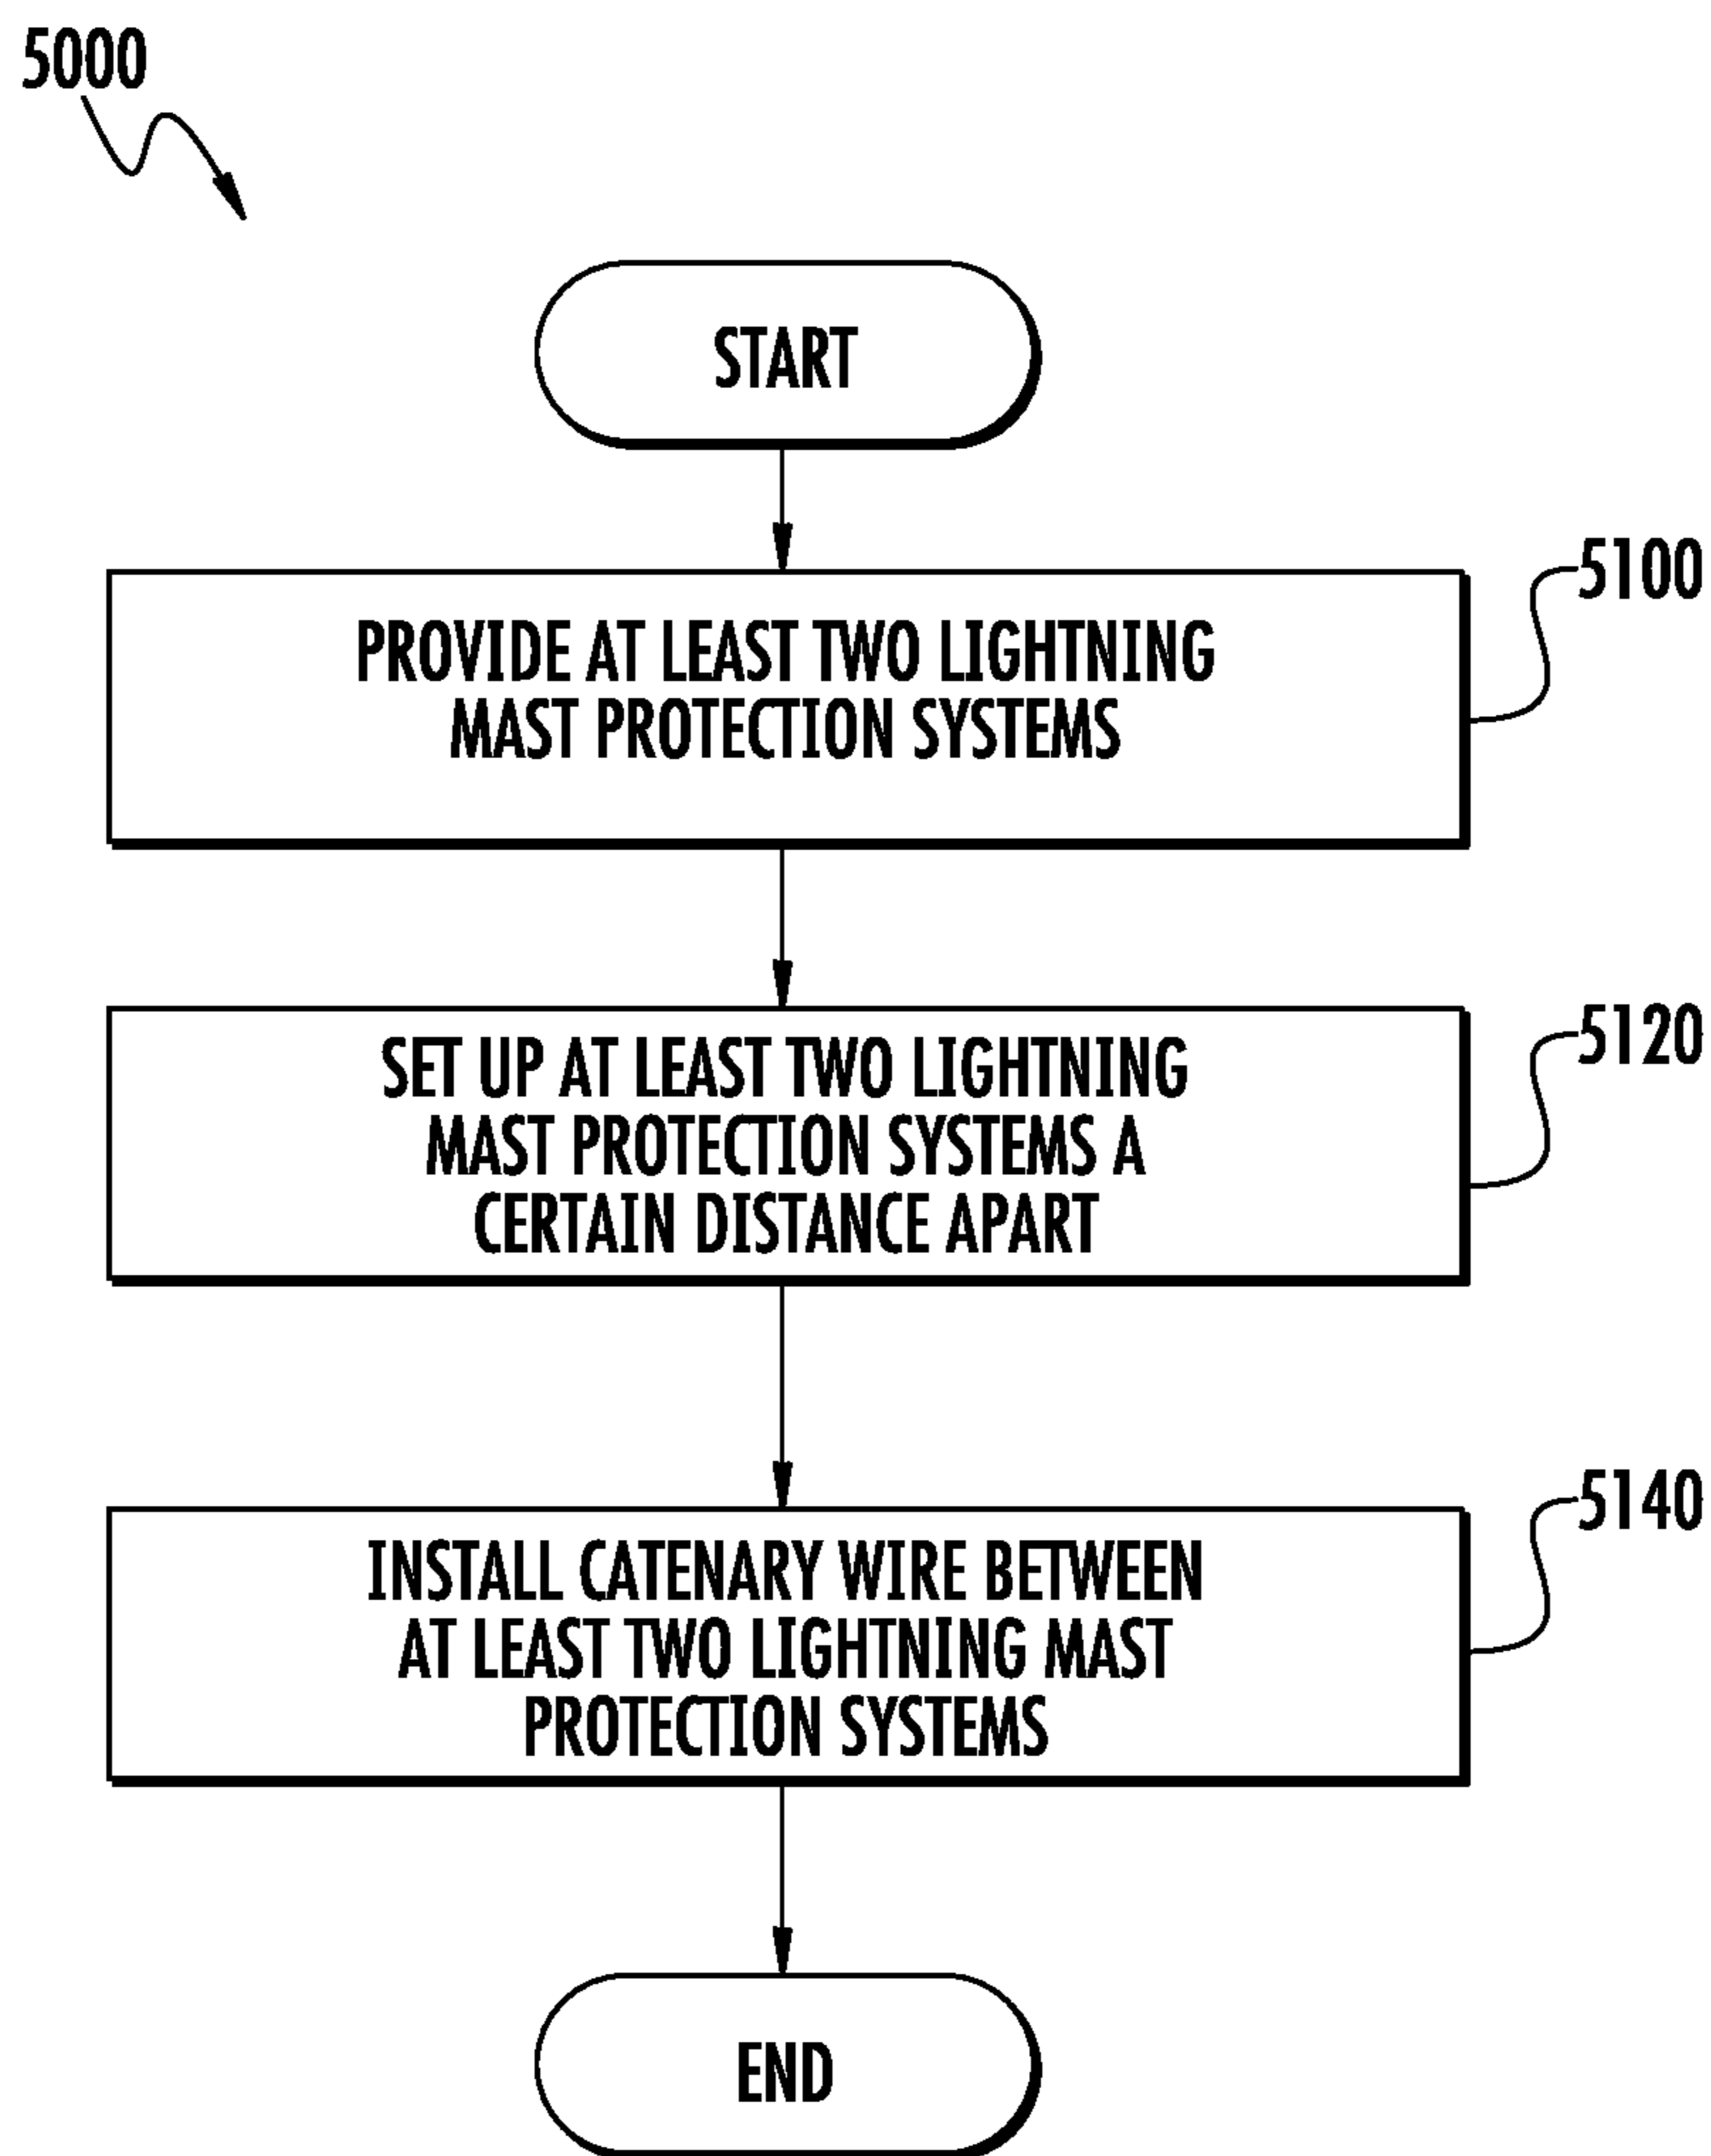 5000
START
5100
PROVIDE AT LEAST TWO LIGHTNING
MAST PROTECTION SYSTEMS
5120
SET UP AT LEAST TWO LIGHTNING
MAST PROTECTION SYSTEMS A
CERTAIN DISTANCE APART
5140
INSTALL CATENARY WIRE BETWEEN
AT LEAST TWO LIGHTNING MAST
PROTECTION SYSTEMS
END